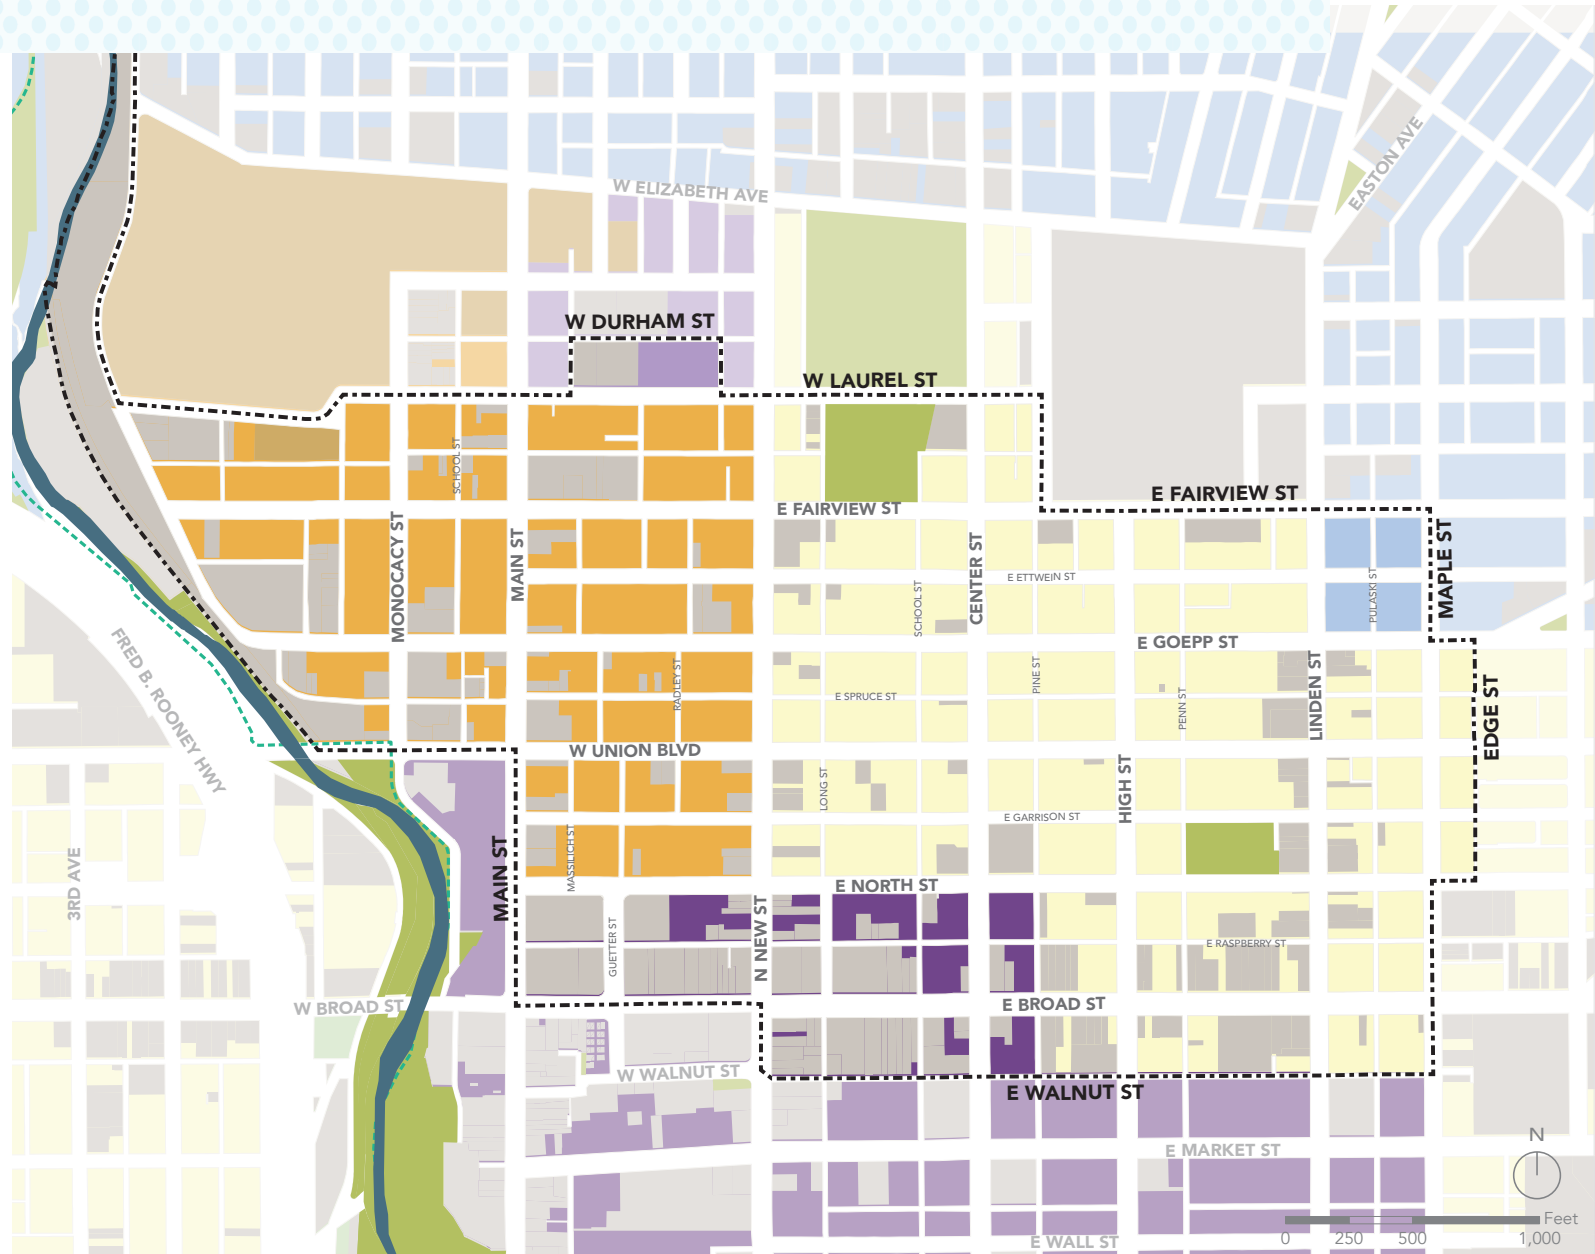 EASTON AVE
W ELIZABETH AVE
W DURHAM ST
W LAUREL ST
SCHOOL ST
E FAIRVIEW ST
E FAIRVIEW ST
MONOCACY ST
MAIN ST
CENTER ST
E ETTWEIN ST
SCHOOL ST
PULASKI ST
MAPLE ST
FRED B. ROONEY HWY
E GOEPP ST
RADLEY ST
E SPRUCE ST
PINE ST
PENN ST
LINDEN ST
EDGE ST
W UNION BLVD
LONG ST
HIGH ST
E GARRISON ST
3RD AVE
MAIN ST
MASSILICH ST
E NORTH ST
GUETTER ST
N NEW ST
E RASPBERRY ST
W BROAD ST
E BROAD ST
W WALNUT ST
E WALNUT ST
E MARKET ST
N
Feet
0 250 500 1,000
E WALL ST